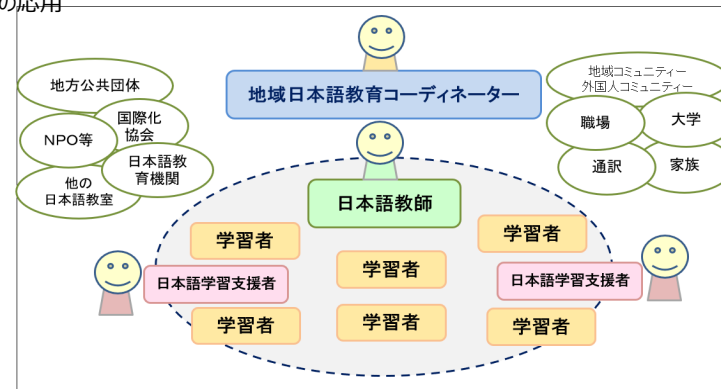 の応用
地方公共団体
国際化
協会
NPO等
日本語教
育機関
他の
日本語教室
地域日本語教育コーディネーター
地域コミュニティー
外国人コミュニティー
職場
大学
通訳
家族
日本語教師
学習者
学習者
学習者
日本語学習支援者
日本語学習支援者
学習者
学習者
学習者